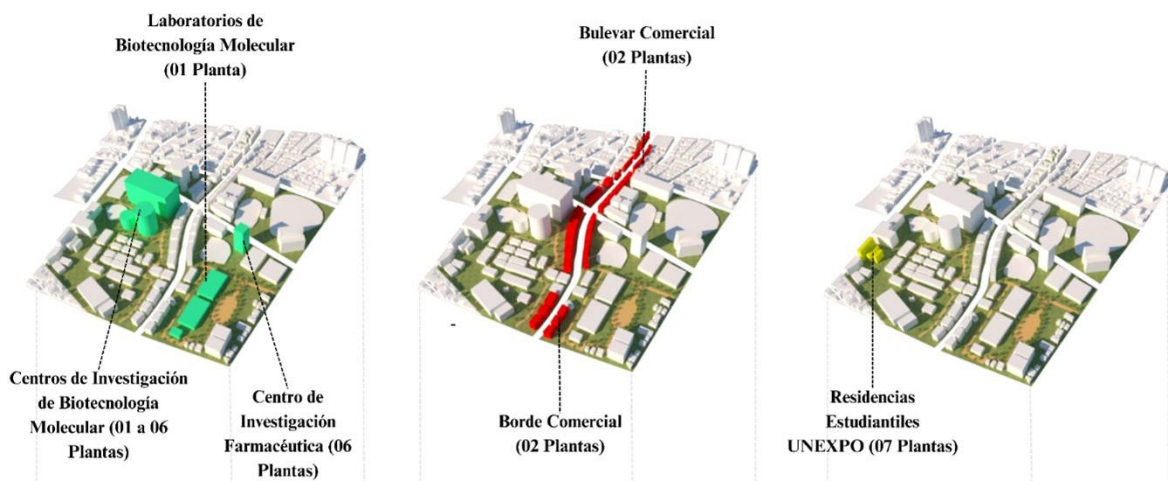 Laboratorios de
Biotecnología Molecular
(01 Planta)
Centros de Investigación
de Biotecnología
Molecular (01 a 06
Plantas)
Centro de
Investigación
Farmacéutica (06
Plantas)
Bulevar Comercial
(02 Plantas)
Borde Comercial
(02 Plantas)
Residencias
Estudiantiles
UNEXPO (07 Plantas)